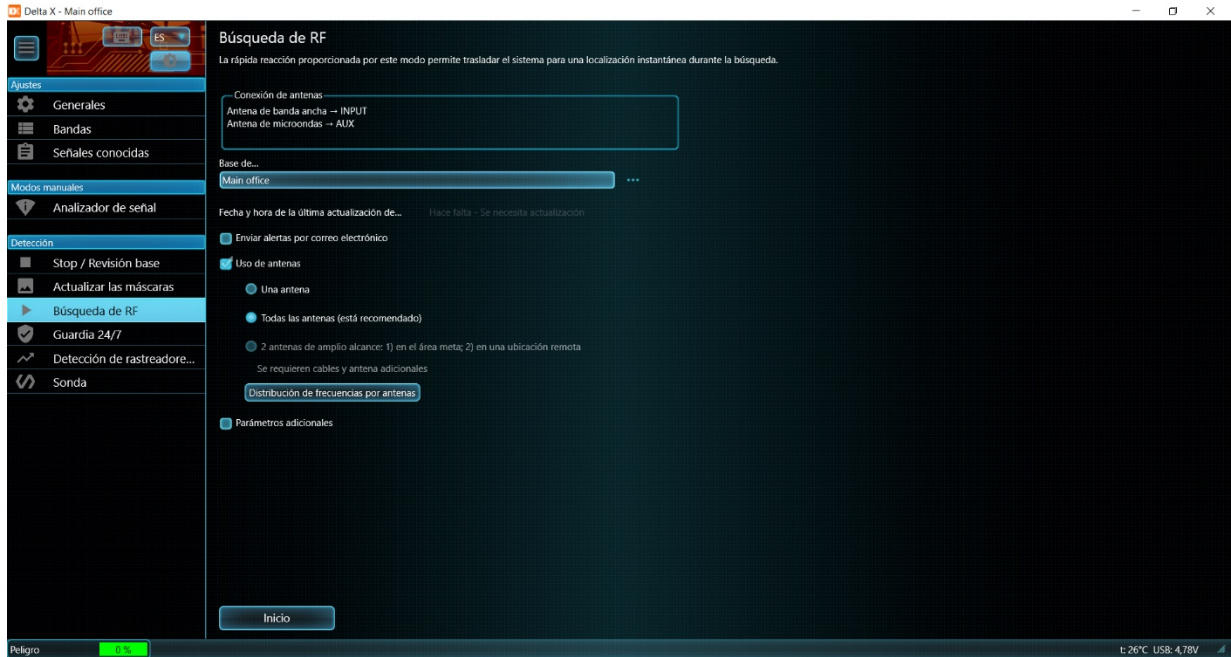 Delta X - Main office
ES
Ajustes
Generales
Bandas
Señales conocidas
Modos manuales
Analizador de señal
Detección
Stop / Revisión base
Actualizar las máscaras
Búsqueda de RF
Guardia 24/7
Detección de rastreadore...
Sonda
Búsqueda de RF
La rápida reacción proporcionada por este modo permite trasladar el sistema para una localización instantánea durante la búsqueda.
Conexión de antenas
Antena de banda ancha → INPUT
Antena de microondas → AUX
Base de...
Main office
Fecha y hora de la última actualización de... Hace falta - Se necesita actualización
Enviar alertas por correo electrónico
Uso de antenas
Una antena
Todas las antenas (está recomendado)
2 antenas de amplio alcance: 1) en el área meta; 2) en una ubicación remota
Se requieren cables y antena adicionales
Distribución de frecuencias por antenas
Parámetros adicionales
Inicio
Peligro 0 % t: 26°C USB: 4,78V